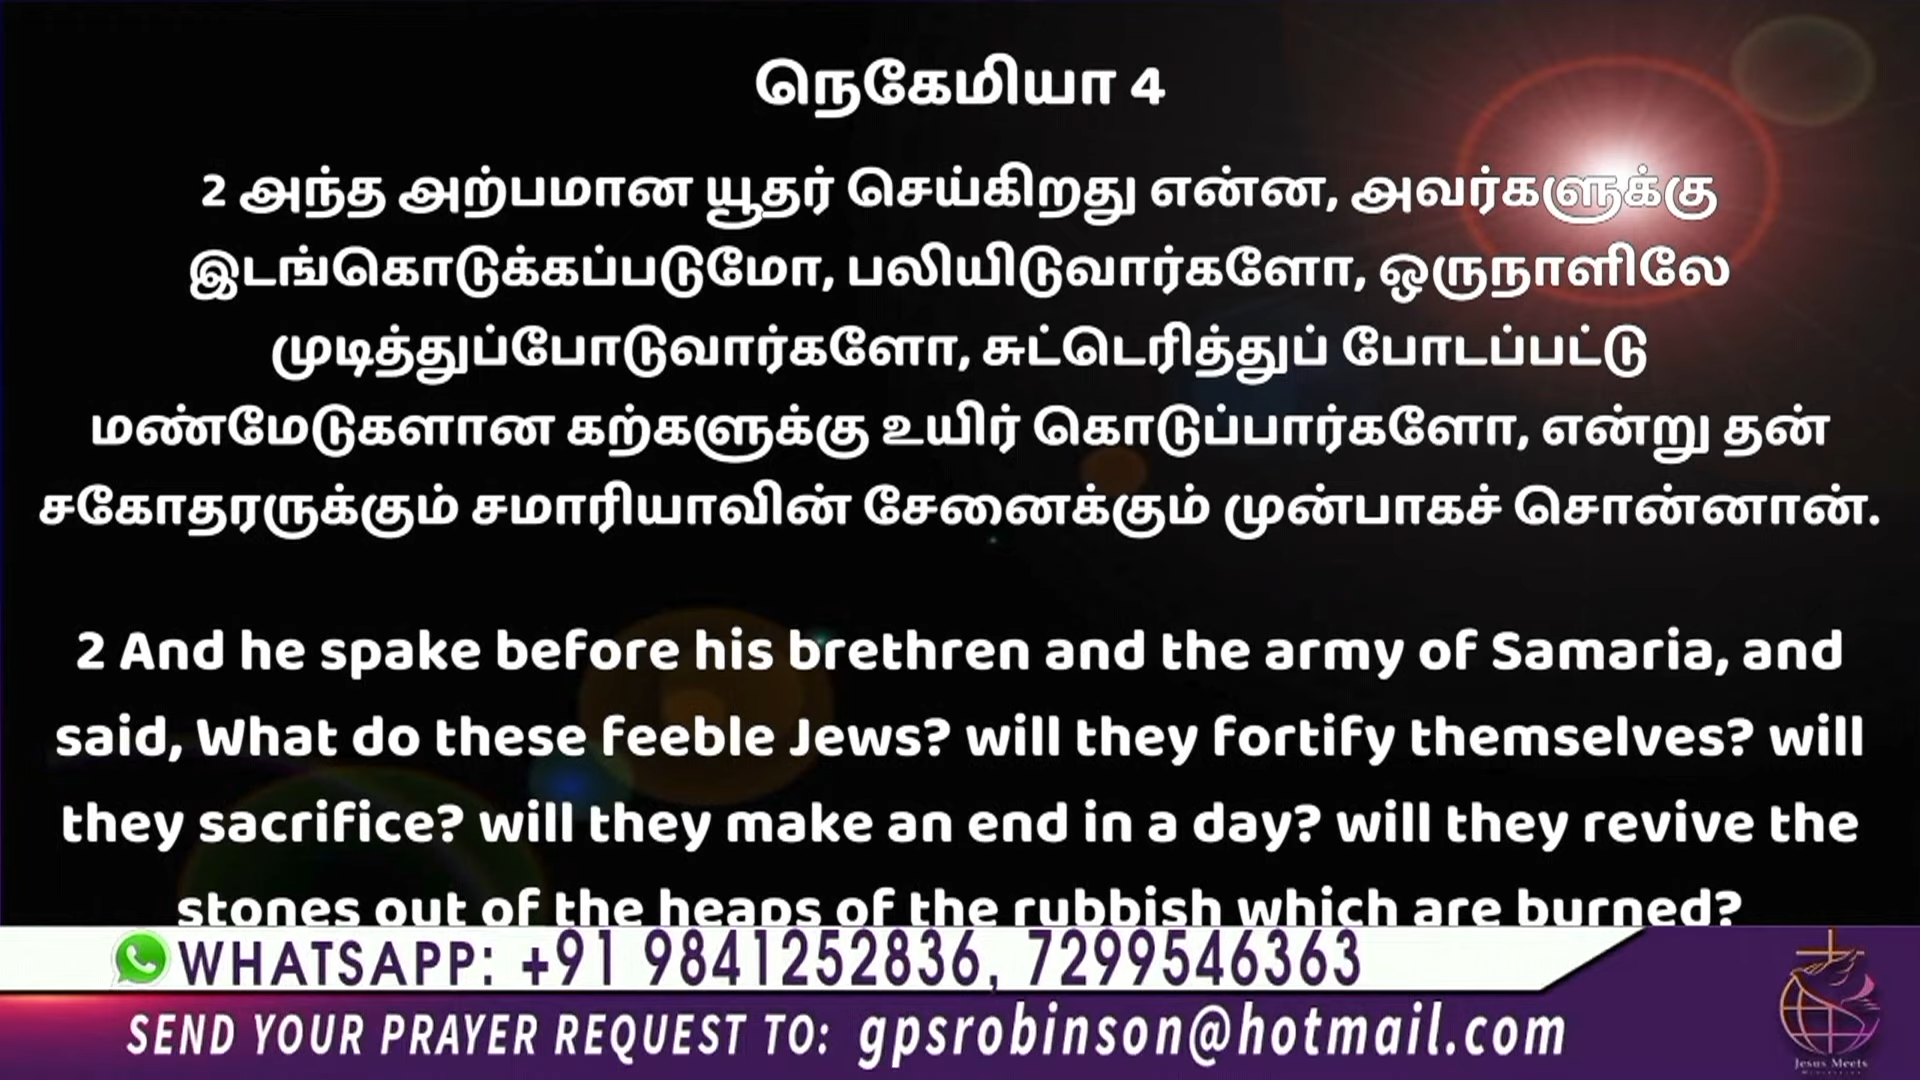 நெகேமியா 4
2 அந்த அற்பமான யூதர் செய்கிறது என்ன, அவர்களுக்கு
இடங்கொடுக்கப்படுமோ, பலியிடுவார்களோ, ஒருநாளிலே
முடித்துப்போடுவார்களோ, சுட்டெரித்துப் போடப்பட்டு
மண்மேடுகளான கற்களுக்கு உயிர் கொடுப்பார்களோ, என்று தன்
சகோதரருக்கும் சமாரியாவின் சேனைக்கும் முன்பாகச் சொன்னான்.
2 And he spake before his brethren and the army of Samaria, and
said, What do these feeble Jews? will they fortify themselves? will
they sacrifice? will they make an end in a day? will they revive the
stones out of the heaps of the rubbish which are burned?
WHATSAPP: +91 9841252836, 7299546363
SEND YOUR PRAYER REQUEST TO: gpsrobinson@hotmail.com
Jesus Meets